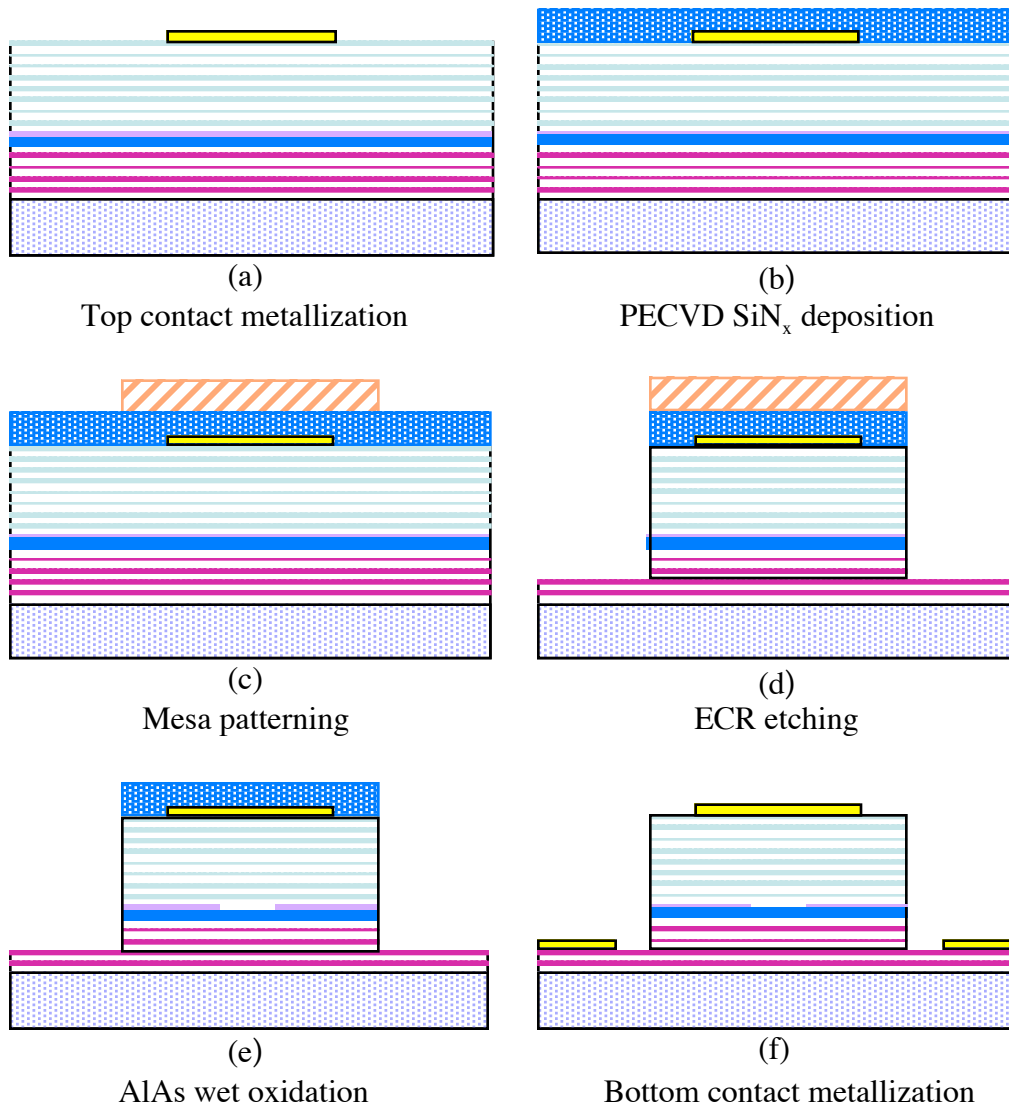 (a)
Top contact metallization
(b)
PECVD SiNₓ deposition
(c)
Mesa patterning
(d)
ECR etching
(e)
AlAs wet oxidation
(f)
Bottom contact metallization